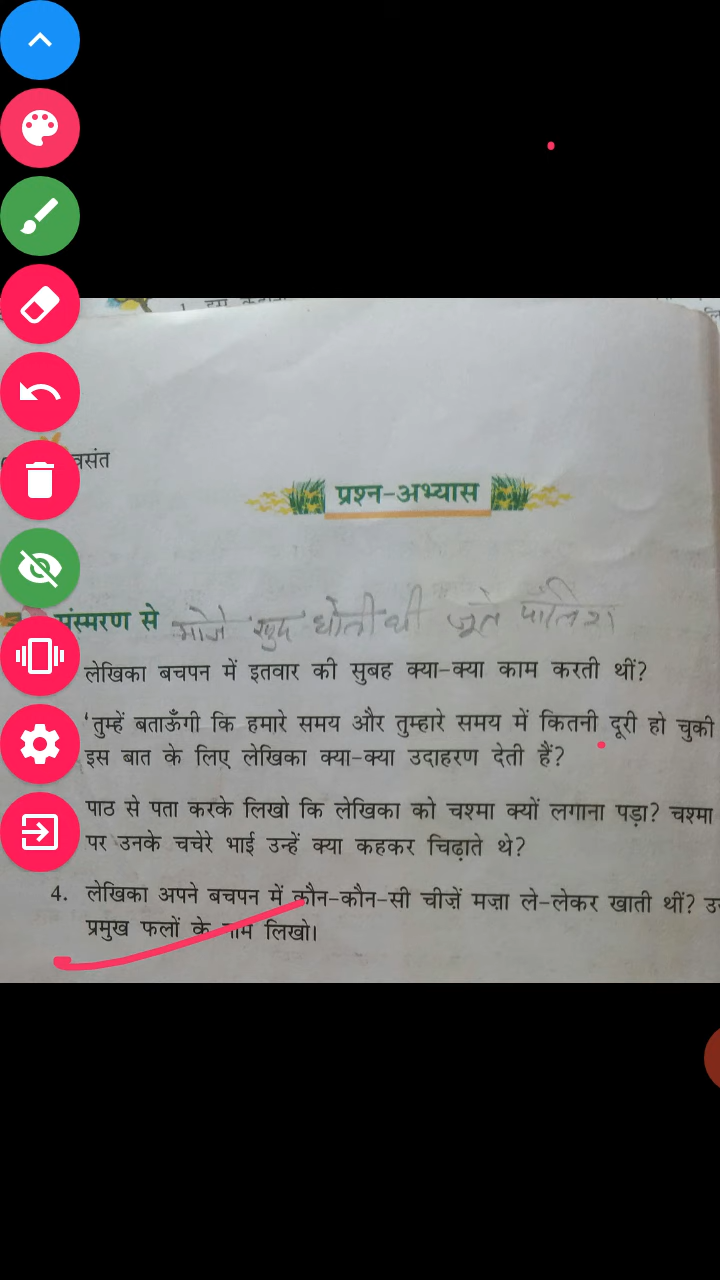 वसंत
प्रश्न-अभ्यास
संस्मरण से
मोजे खुद धोती थी जूते पॉलिश
लेखिका बचपन में इतवार की सुबह क्या-क्या काम करती थीं?
'तुम्हें बताऊँगी कि हमारे समय और तुम्हारे समय में कितनी दूरी हो चुकी
इस बात के लिए लेखिका क्या-क्या उदाहरण देती हैं?
पाठ से पता करके लिखो कि लेखिका को चश्मा क्यों लगाना पड़ा? चश्मा
पर उनके चचेरे भाई उन्हें क्या कहकर चिढ़ाते थे?
4. लेखिका अपने बचपन में कौन-कौन-सी चीज़ें मज़ा ले-लेकर खाती थीं?
प्रमुख फलों के नाम लिखो।